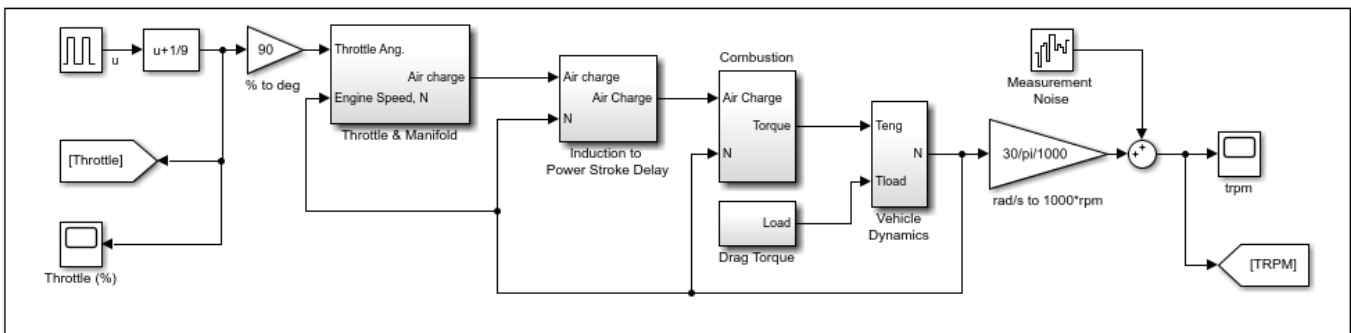 u
u+1/9
90
% to deg
[Throttle]
Throttle (%)
Throttle Ang.
Air charge
Engine Speed, N
Throttle & Manifold
Air charge
Air Charge
N
Induction to
Power Stroke Delay
Combustion
Air Charge
Torque
N
Load
Drag Torque
Teng
N
Tload
Vehicle
Dynamics
30/pi/1000
rad/s to 1000*rpm
Measurement
Noise
++
trpm
[TRPM]